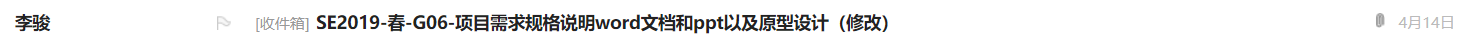 李骏 [收件箱] SE2019-春-G06-项目需求规格说明word文档和ppt以及原型设计（修改） 4月14日